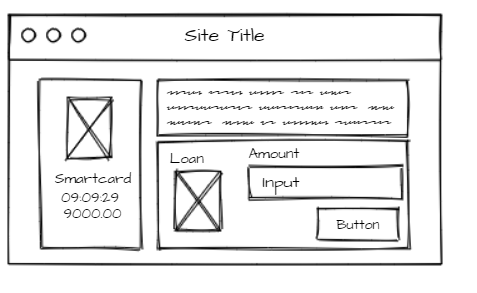 Site Title
Smartcard
09:09:29
9000.00
Loan
Amount
Input
Button